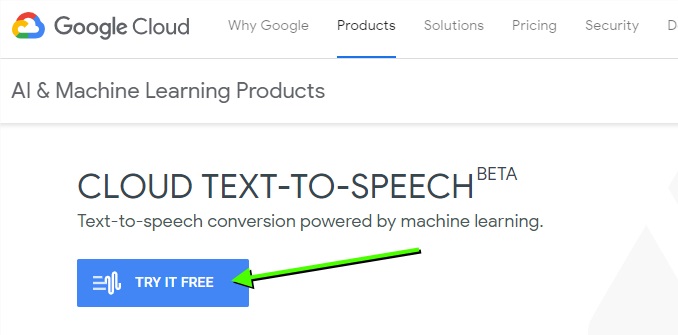 Google Cloud Why Google Products Solutions Pricing Security D
AI & Machine Learning Products
CLOUD TEXT-TO-SPEECH BETA
Text-to-speech conversion powered by machine learning.
TRY IT FREE